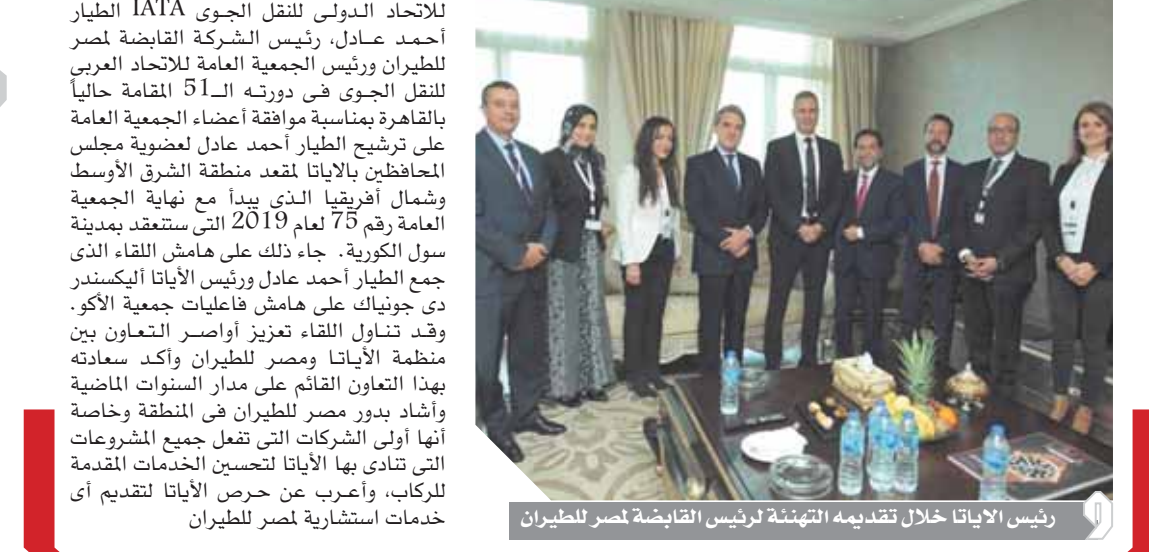 للاتحاد الدولى للنقل الجوى IATA الطيار
أحمد عادل، رئيس الشركة القابضة لمصر
للطيران ورئيس الجمعية العامة للاتحاد العربى
للنقل الجوى فى دورته الـ51 المقامة حالياً
بالقاهرة بمناسبة موافقة أعضاء الجمعية العامة
على ترشيح الطيار أحمد عادل لعضوية مجلس
المحافظين بالاياتا لمقعد منطقة الشرق الأوسط
وشمال أفريقيا الذى يبدأ مع نهاية الجمعية
العامة رقم 75 لعام 2019 التى ستنعقد بمدينة
سول الكورية. جاء ذلك على هامش اللقاء الذى
جمع الطيار أحمد عادل ورئيس الأياتا أليكسندر
دى جونياك على هامش فاعليات جمعية الأكو.
وقد تناول اللقاء تعزيز أواصر التعاون بين
منظمة الأياتا ومصر للطيران وأكد سعادته
بهذا التعاون القائم على مدار السنوات الماضية
وأشاد بدور مصر للطيران فى المنطقة وخاصة
أنها أولى الشركات التى تفعل جميع المشروعات
التى تنادى بها الأياتا لتحسين الخدمات المقدمة
للركاب، وأعرب عن حرص الأياتا لتقديم أى
خدمات استشارية لمصر للطيران
رئيس الاياتا خلال تقديمه التهنئة لرئيس القابضة لمصر للطيران